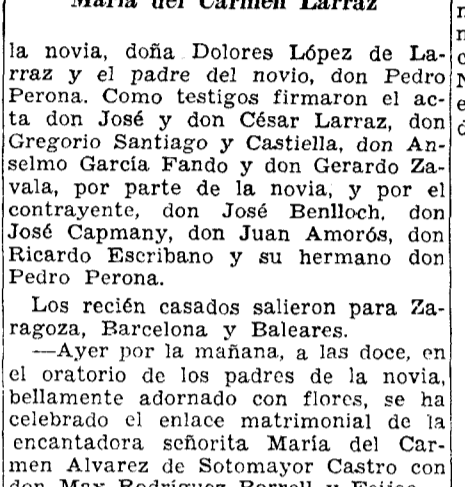 María del Carmen Larraz
la novia, doña Dolores López de La-
rraz y el padre del novio, don Pedro
Perona. Como testigos firmaron el ac-
ta don José y don César Larraz, don
Gregorio Santiago y Castiella, don An-
selmo García Fando y don Gerardo Za-
vala, por parte de la novia, y por el
contrayente, don José Benlloch, don
José Capmany, don Juan Amorós, don
Ricardo Escribano y su hermano don
Pedro Perona.
Los recién casados salieron para Za-
ragoza, Barcelona y Baleares.
—Ayer por la mañana, a las doce, en
el oratorio de los padres de la novia,
bellamente adornado con flores, se ha
celebrado el enlace matrimonial de la
encantadora señorita María del Car-
men Alvarez de Sotomayor Castro con
don Max Rodríguez